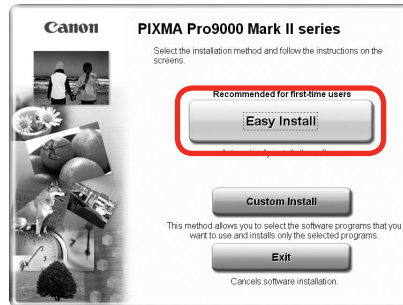 Canon
PIXMA Pro9000 Mark II series
Select the installation method and follow the instructions on the
screens.
Recommended for first-time users
Easy Install
Custom Install
This method allows you to select the software programs that you
want to use and installs only the selected programs.
Exit
Cancels software installation.